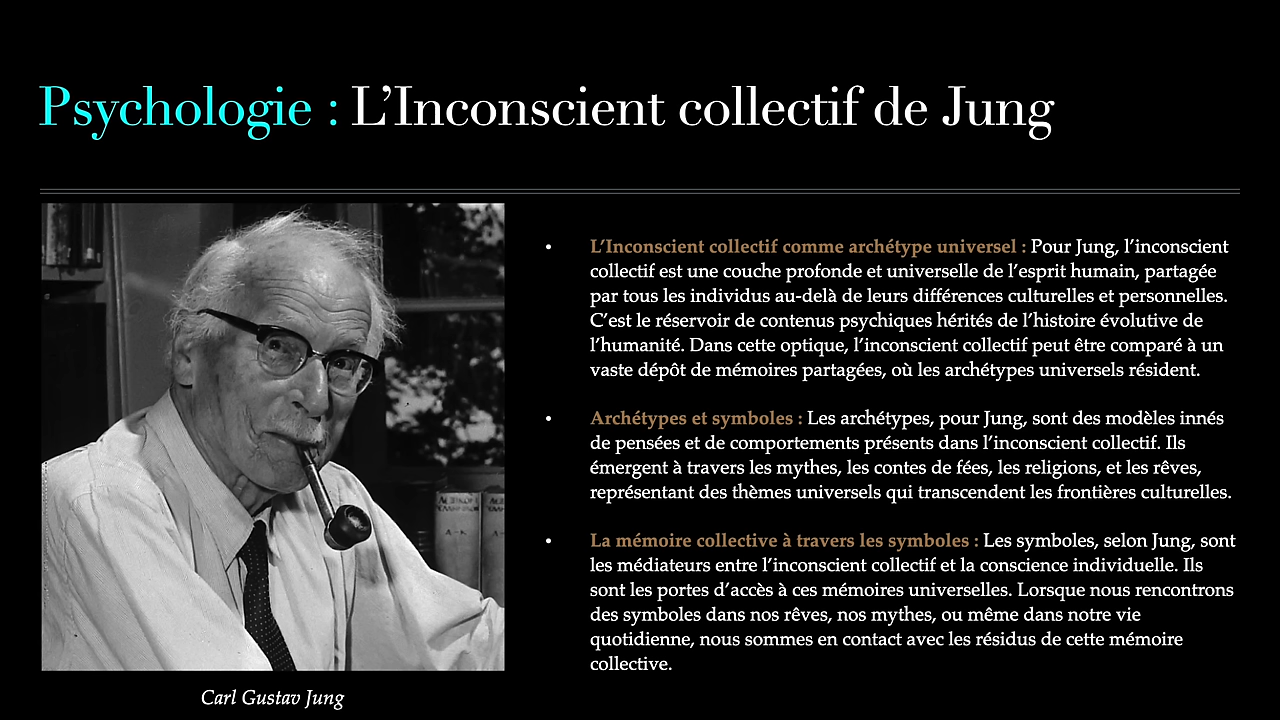 Psychologie : L’Inconscient collectif de Jung
• L’Inconscient collectif comme archétype universel : Pour Jung, l’inconscient
collectif est une couche profonde et universelle de l’esprit humain, partagée
par tous les individus au-delà de leurs différences culturelles et personnelles.
C’est le réservoir de contenus psychiques hérités de l’histoire évolutive de
l’humanité. Dans cette optique, l’inconscient collectif peut être comparé à un
vaste dépôt de mémoires partagées, où les archétypes universels résident.
• Archétypes et symboles : Les archétypes, pour Jung, sont des modèles innés
de pensées et de comportements présents dans l’inconscient collectif. Ils
émergent à travers les mythes, les contes de fées, les religions, et les rêves,
représentant des thèmes universels qui transcendent les frontières culturelles.
• La mémoire collective à travers les symboles : Les symboles, selon Jung, sont
les médiateurs entre l’inconscient collectif et la conscience individuelle. Ils
sont les portes d’accès à ces mémoires universelles. Lorsque nous rencontrons
des symboles dans nos rêves, nos mythes, ou même dans notre vie
quotidienne, nous sommes en contact avec les résidus de cette mémoire
collective.
A–K
Carl Gustav Jung